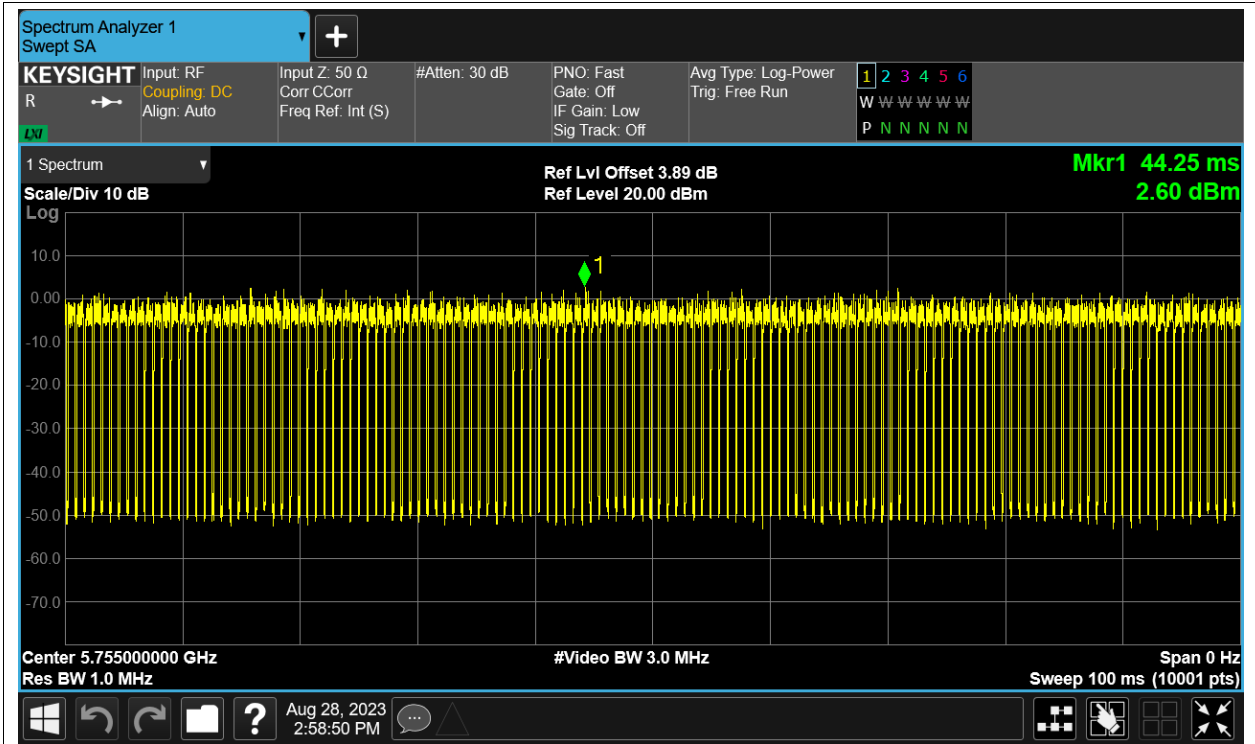 Spectrum Analyzer 1
Swept SA
KEYSIGHT
R
LXI
Input: RF
Coupling: DC
Align: Auto
Input Z: 50 Ω
Corr CCorr
Freq Ref: Int (S)
#Atten: 30 dB
PNO: Fast
Gate: Off
IF Gain: Low
Sig Track: Off
Avg Type: Log-Power
Trig: Free Run
1 2 3 4 5 6
W W W W W W
P N N N N N
1 Spectrum
Scale/Div 10 dB
Log
Ref Lvl Offset 3.89 dB
Ref Level 20.00 dBm
Mkr1 44.25 ms
2.60 dBm
1
10.0
0.00
-10.0
-20.0
-30.0
-40.0
-50.0
-60.0
-70.0
Center 5.755000000 GHz
Res BW 1.0 MHz
#Video BW 3.0 MHz
Span 0 Hz
Sweep 100 ms (10001 pts)
?
Aug 28, 2023
2:58:50 PM